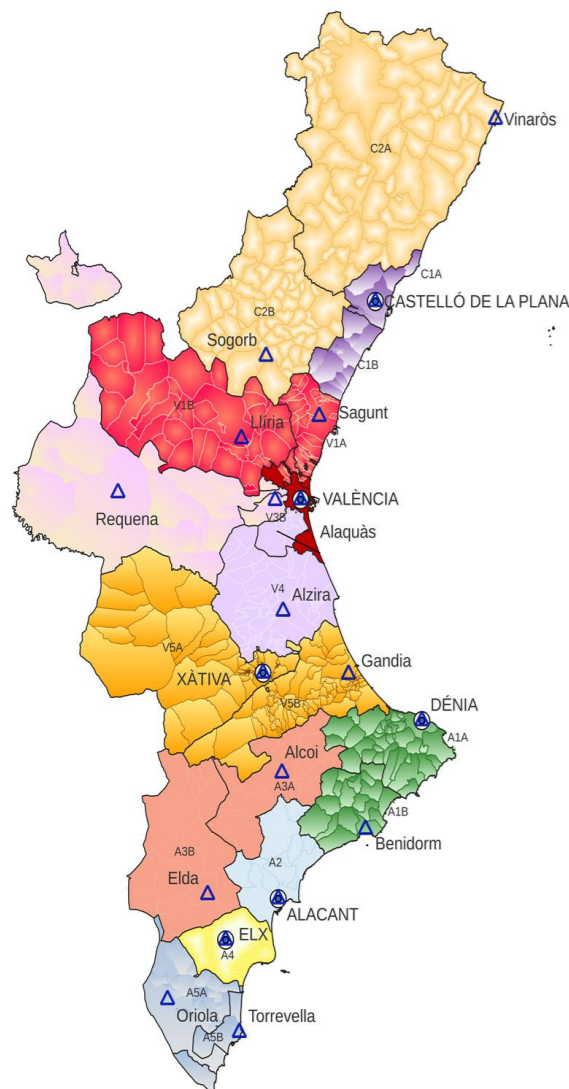 Vinaròs
C2A
C1A
CASTELLÓ DE LA PLANA
C2B
Sogorb
C1B
V1B
Sagunt
Llíria
V1A
Requena
VALÈNCIA
V3B
Alaquàs
V4
Alzira
V5A
XÀTIVA
Gandia
V5B
DÉNIA
A1A
Alcoi
A3A
A1B
Benidorm
A3B
A2
Elda
ALACANT
ELX
A4
A5A
Oriola
Torrevella
A5B